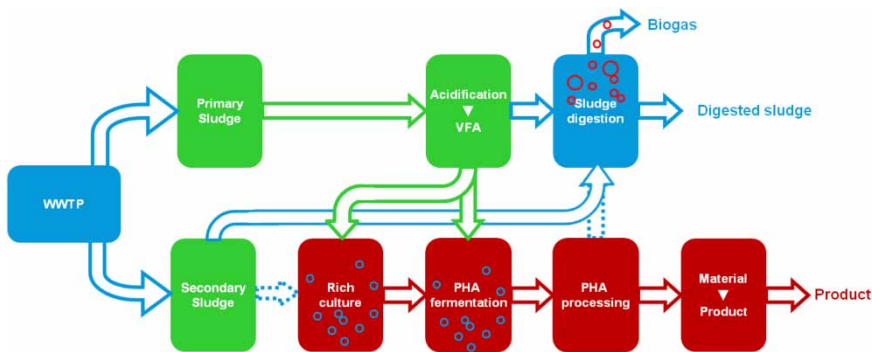 Biogas
Primary
Sludge
Acidification
▼
VFA
Sludge
digestion
Digested sludge
WWTP
Secondary
Sludge
Rich
culture
PHA
fermentation
PHA
processing
Material
▼
Product
Product